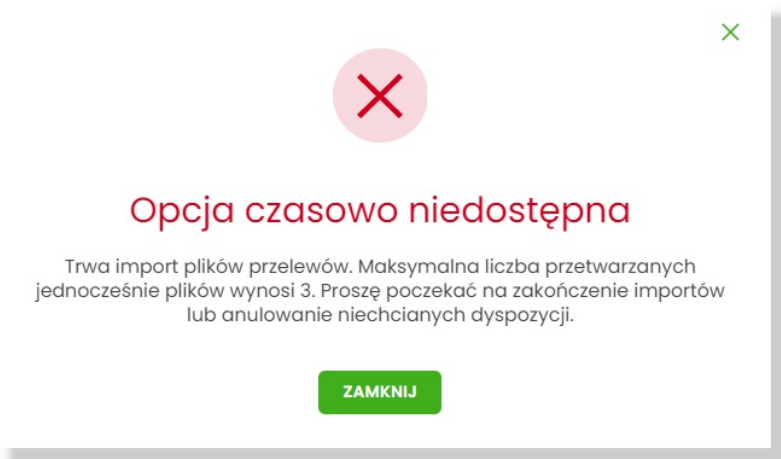 Opcja czasowo niedostępna
Trwa import plików przelewów. Maksymalna liczba przetwarzanych
jednocześnie plików wynosi 3. Proszę poczekać na zakończenie importów
lub anulowanie niechcianych dyspozycji.
ZAMKNIJ